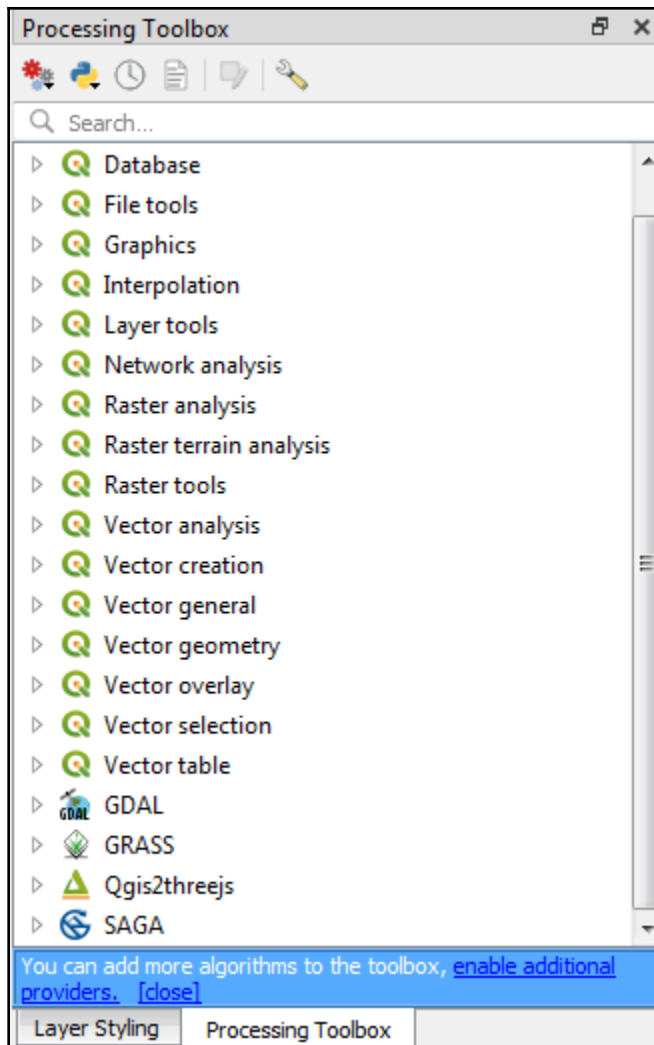 Processing Toolbox
Search...
Database
File tools
Graphics
Interpolation
Layer tools
Network analysis
Raster analysis
Raster terrain analysis
Raster tools
Vector analysis
Vector creation
Vector general
Vector geometry
Vector overlay
Vector selection
Vector table
GDAL GDAL
GRASS
Qgis2threejs
SAGA
You can add more algorithms to the toolbox, enable additional
providers. [close]
Layer Styling Processing Toolbox